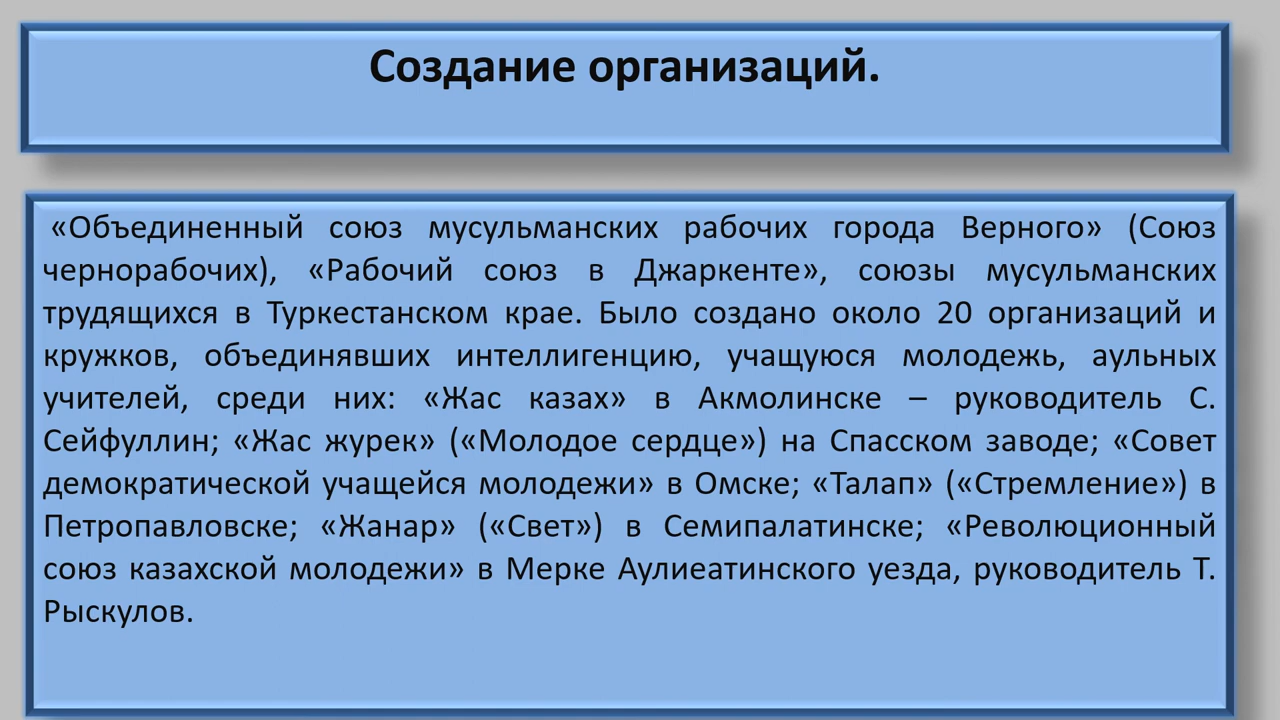 Создание организаций.
«Объединенный союз мусульманских рабочих города Верного» (Союз
чернорабочих), «Рабочий союз в Джаркенте», союзы мусульманских
трудящихся в Туркестанском крае. Было создано около 20 организаций и
кружков, объединявших интеллигенцию, учащуюся молодежь, аульных
учителей, среди них: «Жас казах» в Акмолинске – руководитель С.
Сейфуллин; «Жас журек» («Молодое сердце») на Спасском заводе; «Совет
демократической учащейся молодежи» в Омске; «Талап» («Стремление») в
Петропавловске; «Жанар» («Свет») в Семипалатинске; «Революционный
союз казахской молодежи» в Мерке Аулиеатинского уезда, руководитель Т.
Рыскулов.